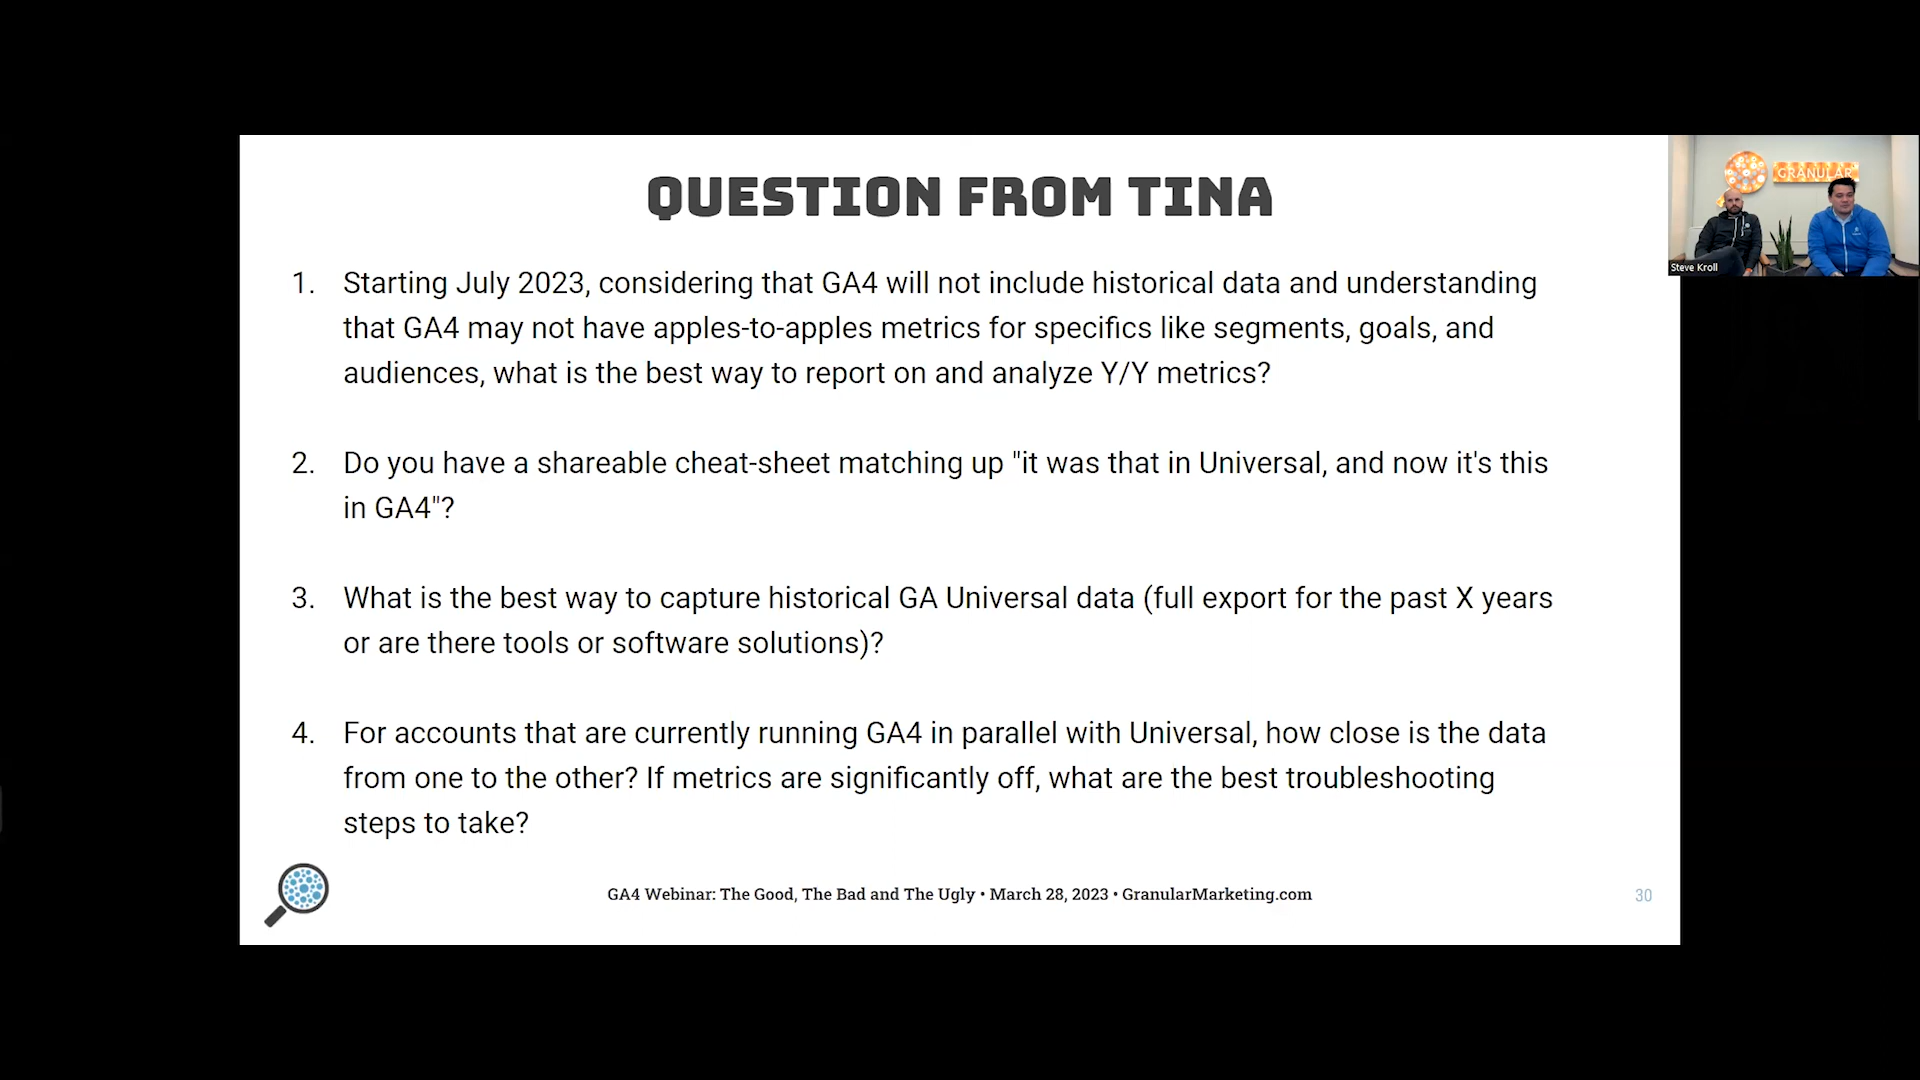 QUESTION FROM TINA
GRANULAR
Steve Kroll
1. Starting July 2023, considering that GA4 will not include historical data and understanding
that GA4 may not have apples-to-apples metrics for specifics like segments, goals, and
audiences, what is the best way to report on and analyze Y/Y metrics?
2. Do you have a shareable cheat-sheet matching up "it was that in Universal, and now it's this
in GA4"?
3. What is the best way to capture historical GA Universal data (full export for the past X years
or are there tools or software solutions)?
4. For accounts that are currently running GA4 in parallel with Universal, how close is the data
from one to the other? If metrics are significantly off, what are the best troubleshooting
steps to take?
GA4 Webinar: The Good, The Bad and The Ugly • March 28, 2023 • GranularMarketing.com
30